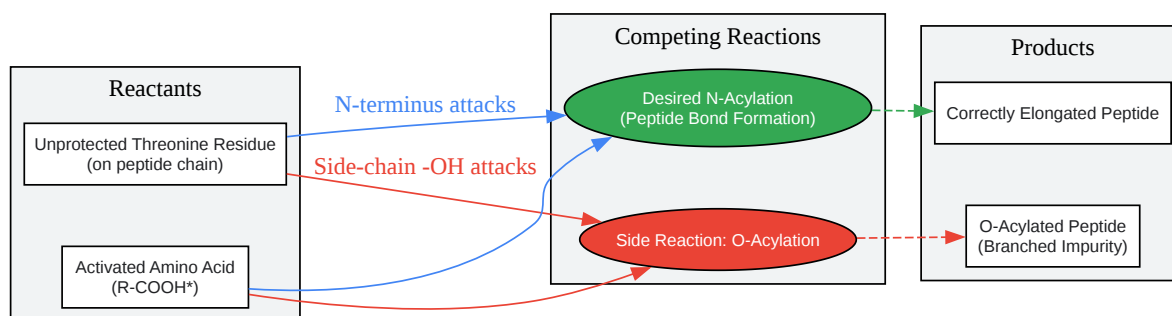 Reactants
Unprotected Threonine Residue
(on peptide chain)
Activated Amino Acid
(R-COOH*)
N-terminus attacks
Side-chain -OH attacks
Competing Reactions
Desired N-Acylation
(Peptide Bond Formation)
Side Reaction: O-Acylation
Products
Correctly Elongated Peptide
O-Acylated Peptide
(Branched Impurity)